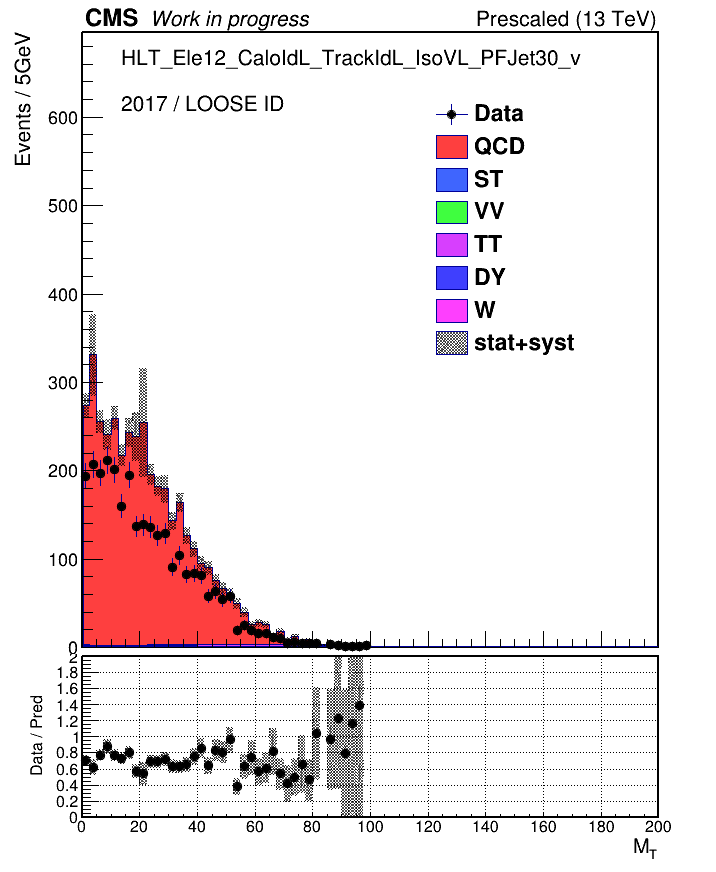 CMS Work in progress Prescaled (13 TeV)
HLT_Ele12_CaloIdL_TrackIdL_IsoVL_PFJet30_v
2017 / LOOSE ID
Events / 5GeV
600
500
400
300
200
100
0
Data
QCD
ST
VV
TT
DY
W
stat+syst
Data / Pred
2
1.8
1.6
1.4
1.2
1
0.8
0.6
0.4
0.2
0
0 20 40 60 80 100 120 140 160 180 200
M_T